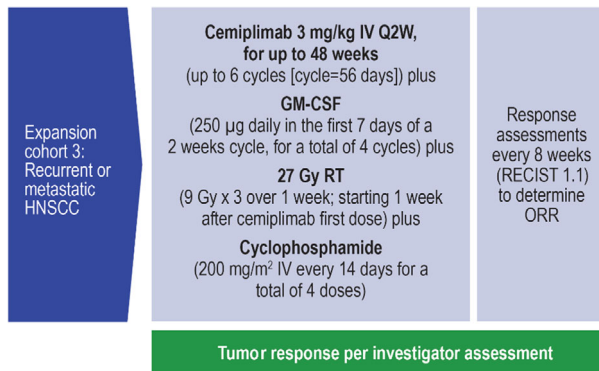 Expansion
cohort 3:
Recurrent or
metastatic
HNSCC
Cemiplimab 3 mg/kg IV Q2W,
for up to 48 weeks
(up to 6 cycles [cycle=56 days]) plus
GM-CSF
(250 µg daily in the first 7 days of a
2 weeks cycle, for a total of 4 cycles) plus
27 Gy RT
(9 Gy x 3 over 1 week; starting 1 week
after cemiplimab first dose) plus
Cyclophosphamide
(200 mg/m² IV every 14 days for a
total of 4 doses)
Response
assessments
every 8 weeks
(RECIST 1.1)
to determine
ORR
Tumor response per investigator assessment